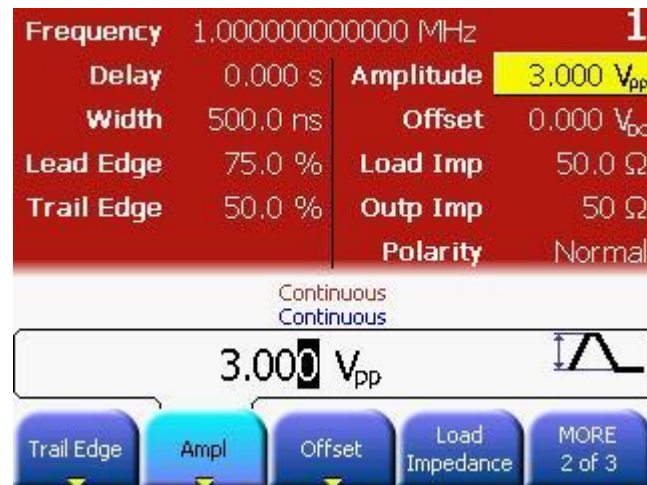 Frequency 1.000000000000 MHz 1
Delay 0.000 s Amplitude 3.000 Vpp
Width 500.0 ns Offset 0.000 VDC
Lead Edge 75.0 % Load Imp 50.0 Ω
Trail Edge 50.0 % Outp Imp 50 Ω
Polarity Normal
Continuous
Continuous
3.000 Vpp
Trail Edge Ampl Offset Load Impedance MORE 2 of 3